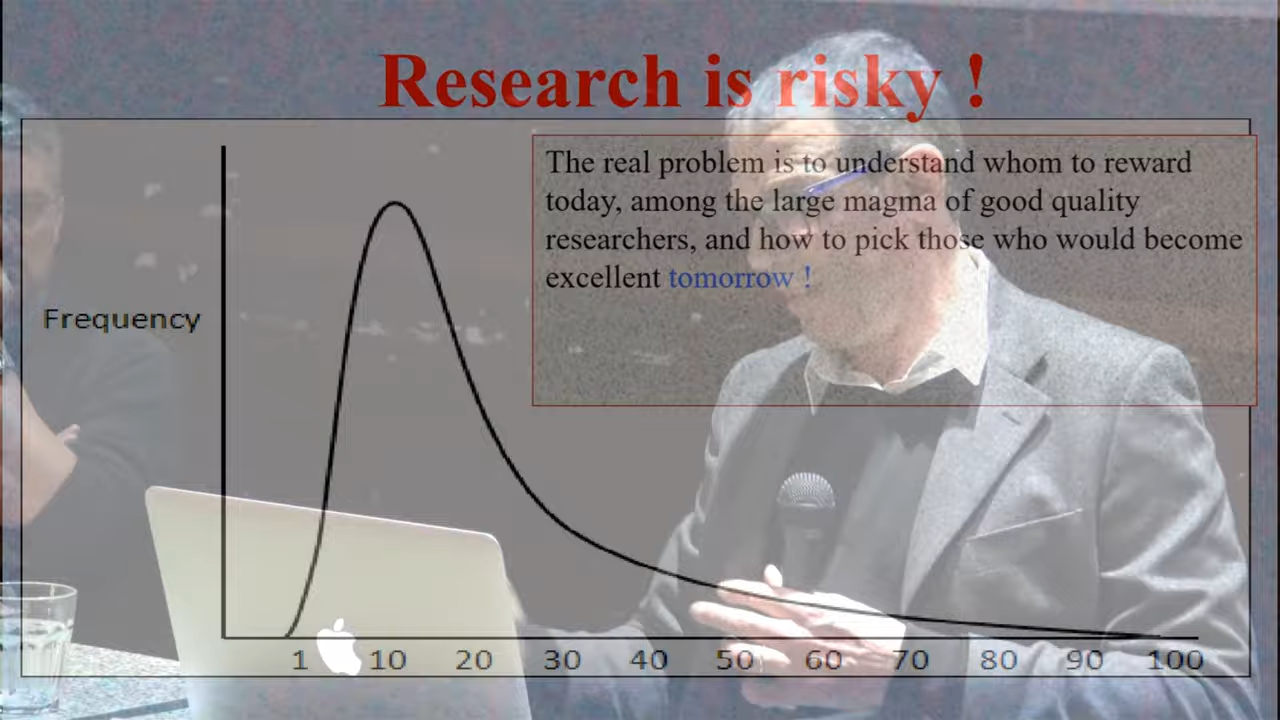 Research is risky !
The real problem is to understand whom to reward
today, among the large magma of good quality
researchers, and how to pick those who would become
excellent tomorrow !
Frequency
1 10 20 30 40 50 60 70 80 90 100